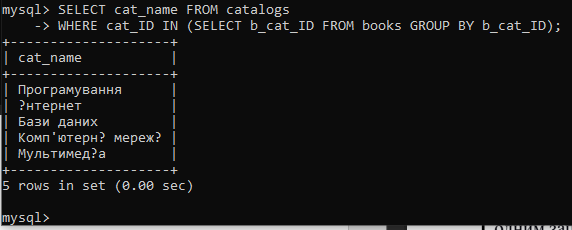 mysql> SELECT cat_name FROM catalogs
    -> WHERE cat_ID IN (SELECT b_cat_ID FROM books GROUP BY b_cat_ID);
+--------------------+
| cat_name           |
+--------------------+
| Програмування      |
| ?нтернет           |
| Бази даних         |
| Комп'ютерн? мереж? |
| Мультимед?а        |
+--------------------+
5 rows in set (0.00 sec)

mysql>